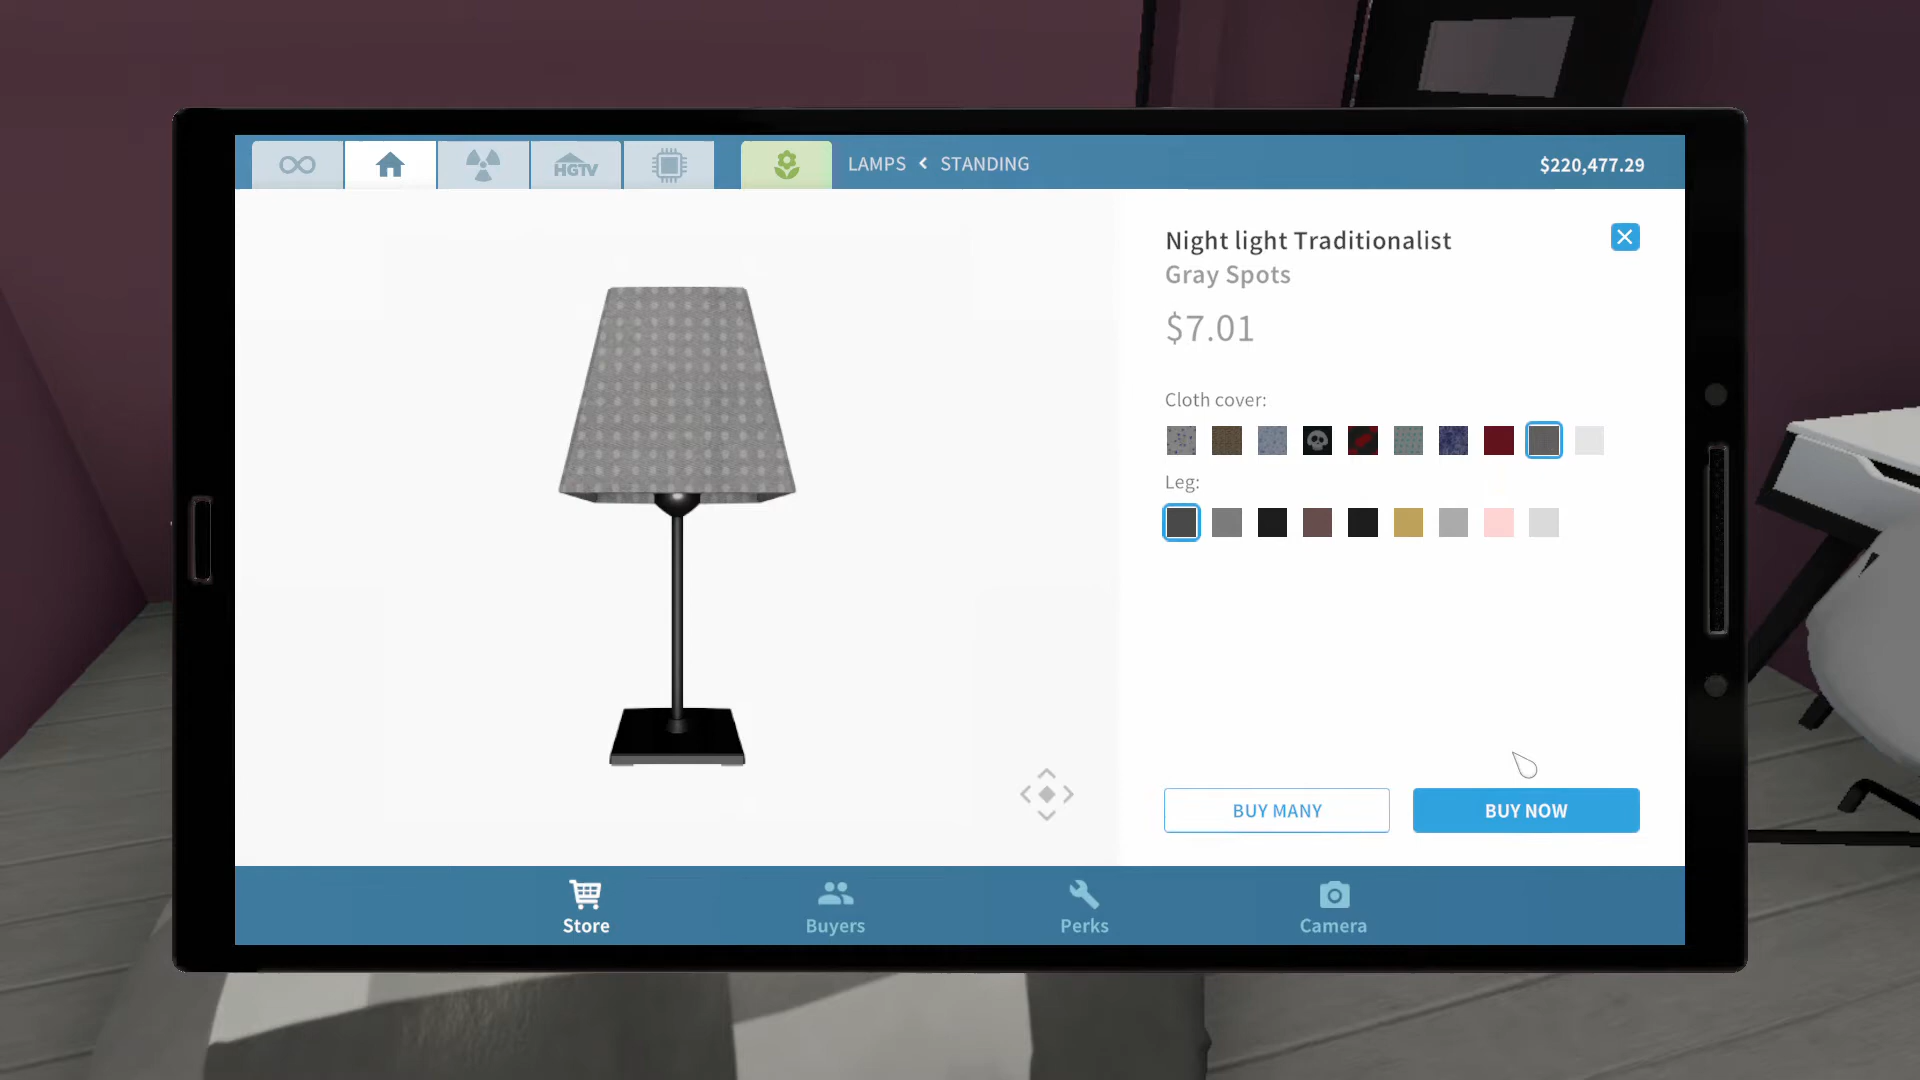 HGTV
LAMPS < STANDING
$220,477.29
Night light Traditionalist
Gray Spots
$7.01
Cloth cover:
Leg:
BUY MANY
BUY NOW
Store
Buyers
Perks
Camera